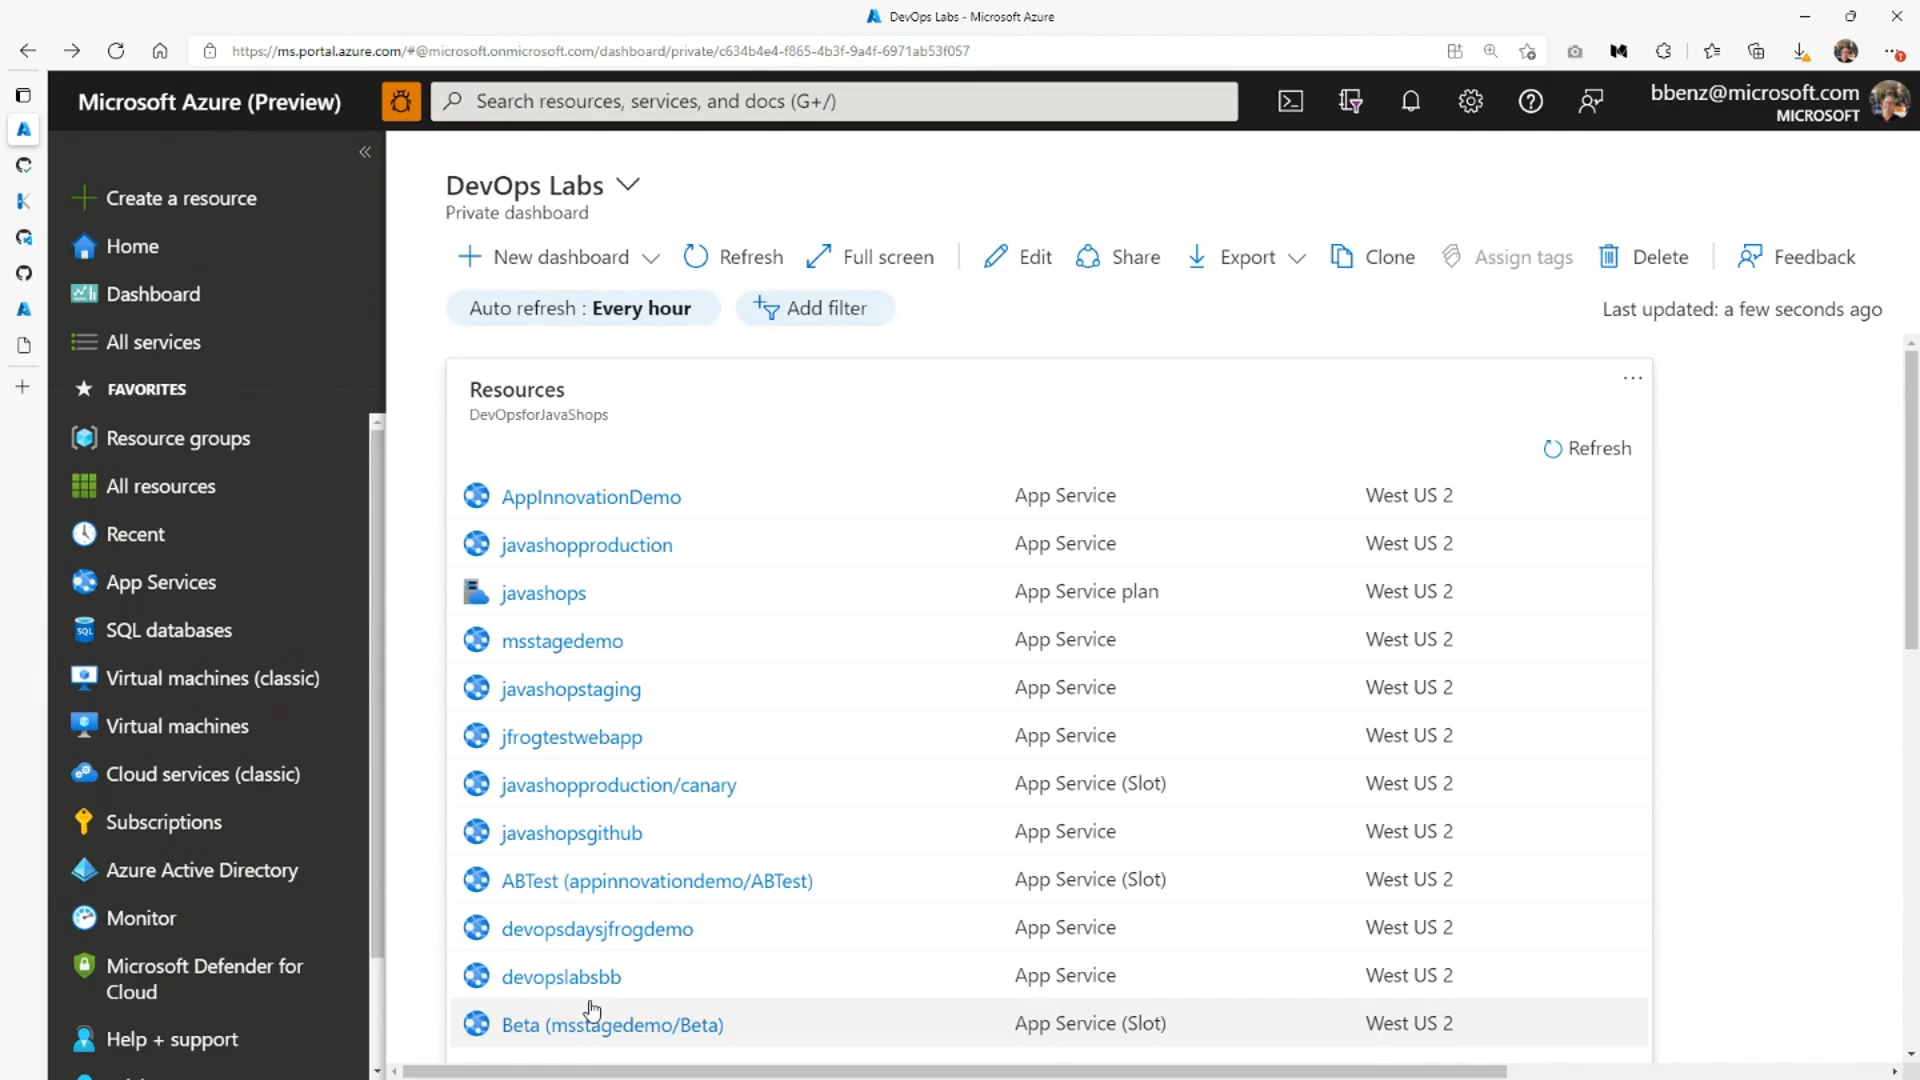 DevOps Labs - Microsoft Azure
https://ms.portal.azure.com/#@microsoft.onmicrosoft.com/dashboard/private/c634b4e4-f865-4b3f-9a4f-6971ab53f057
Microsoft Azure (Preview)
Search resources, services, and docs (G+/)
bbenz@microsoft.com
MICROSOFT
Create a resource
Home
Dashboard
All services
FAVORITES
Resource groups
All resources
Recent
App Services
SQL databases
Virtual machines (classic)
Virtual machines
Cloud services (classic)
Subscriptions
Azure Active Directory
Monitor
Microsoft Defender for
Cloud
Help + support
DevOps Labs
Private dashboard
New dashboard Refresh Full screen Edit Share Export Clone Assign tags Delete Feedback
Auto refresh : Every hour Add filter Last updated: a few seconds ago
Resources
DevOpsforJavaShops
Refresh
AppInnovationDemo App Service West US 2
javashopproduction App Service West US 2
javashops App Service plan West US 2
msstagedemo App Service West US 2
javashopstaging App Service West US 2
jfrogtestwebapp App Service West US 2
javashopproduction/canary App Service (Slot) West US 2
javashopsgithub App Service West US 2
ABTest (appinnovationdemo/ABTest) App Service (Slot) West US 2
devopsdaysjfrogdemo App Service West US 2
devopslabsbb App Service West US 2
Beta (msstagedemo/Beta) App Service (Slot) West US 2